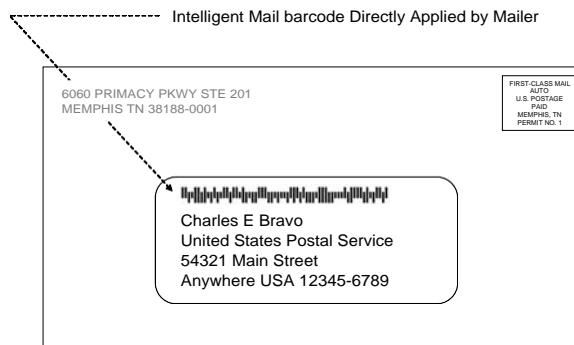 Intelligent Mail barcode Directly Applied by Mailer
6060 PRIMACY PKWY STE 201
MEMPHIS TN 38188-0001
FIRST-CLASS MAIL
AUTO
U.S. POSTAGE
PAID
MEMPHIS, TN
PERMIT NO. 1
Charles E Bravo
United States Postal Service
54321 Main Street
Anywhere USA 12345-6789